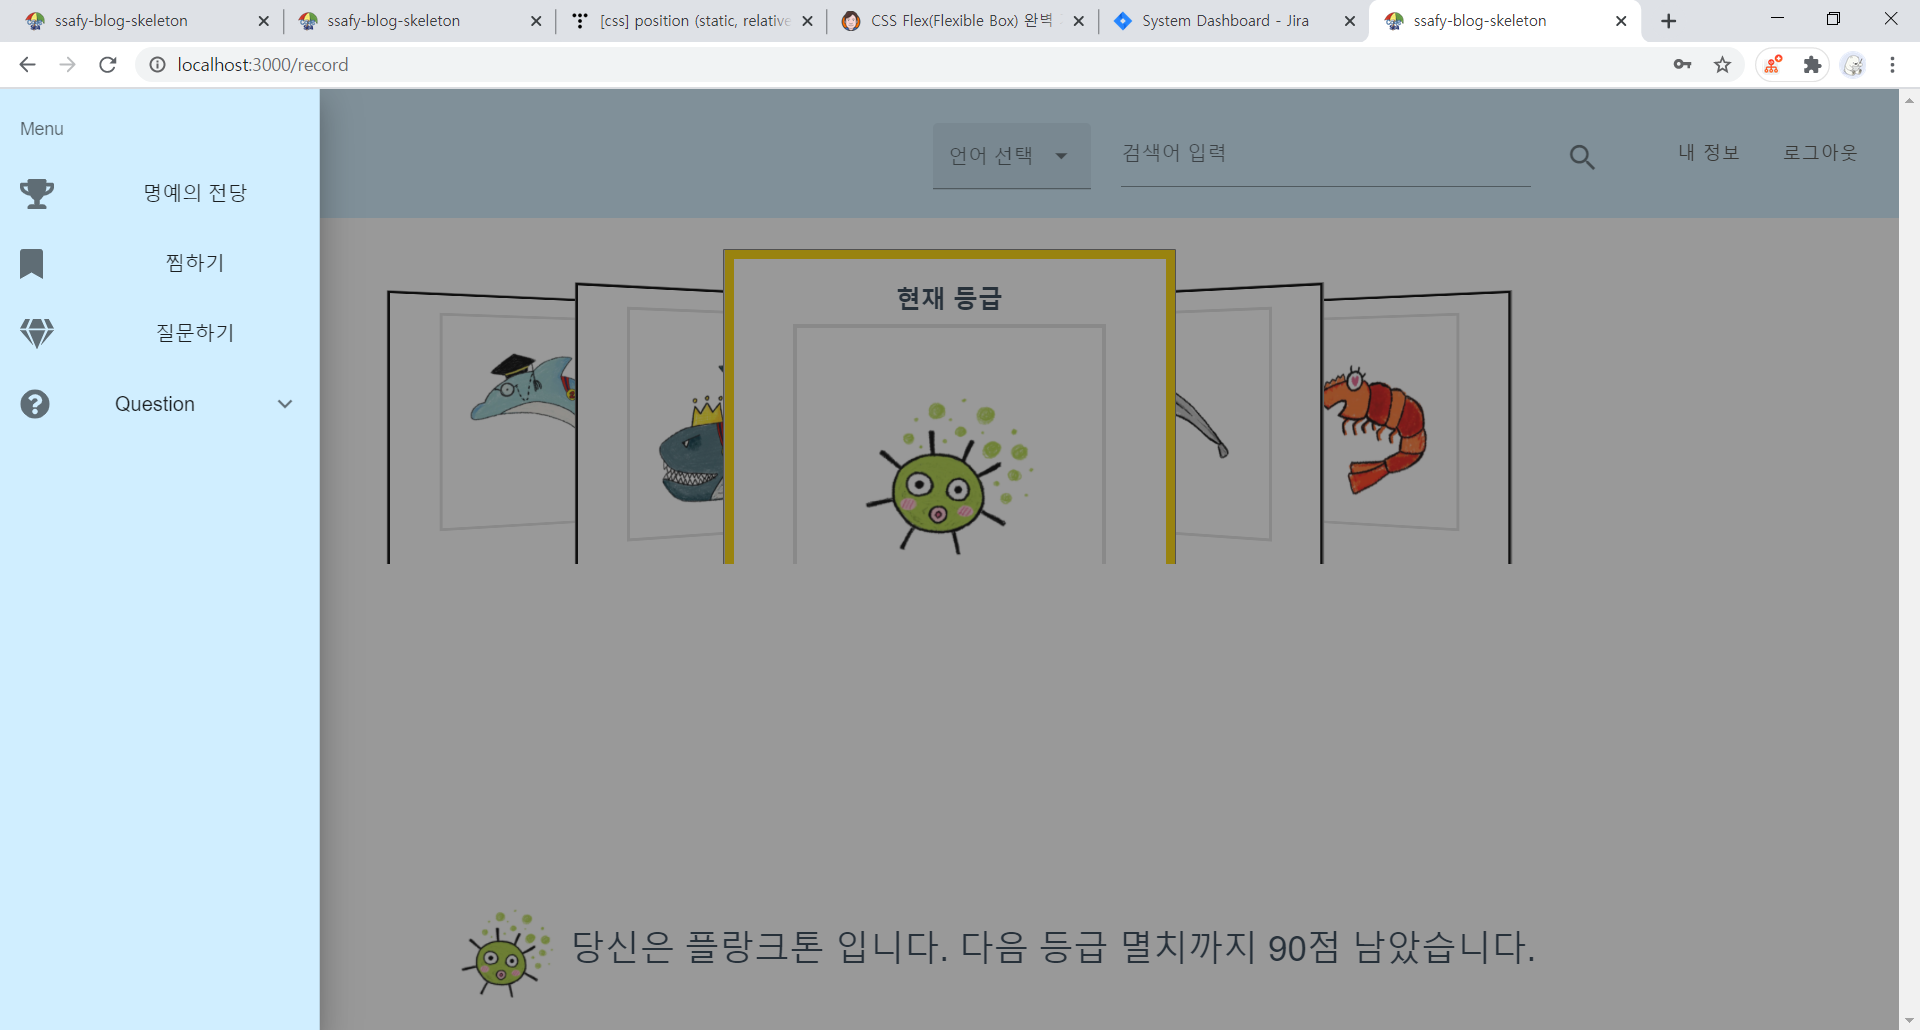 ssafy-blog-skeleton
ssafy-blog-skeleton
[css] position (static, relative
CSS Flex(Flexible Box) 완벽
System Dashboard - Jira
ssafy-blog-skeleton
localhost:3000/record
Menu
명예의 전당
찜하기
질문하기
Question
언어 선택
검색어 입력
내 정보
로그아웃
현재 등급
당신은 플랑크톤 입니다. 다음 등급 멸치까지 90점 남았습니다.